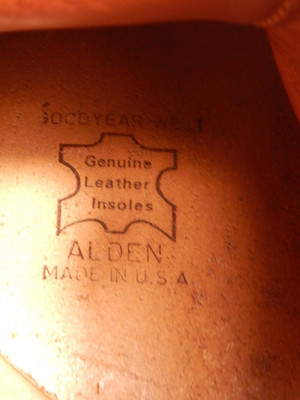 GOODYEAR WELT
Genuine
Leather
Insoles
ALDEN
MADE IN U.S.A.